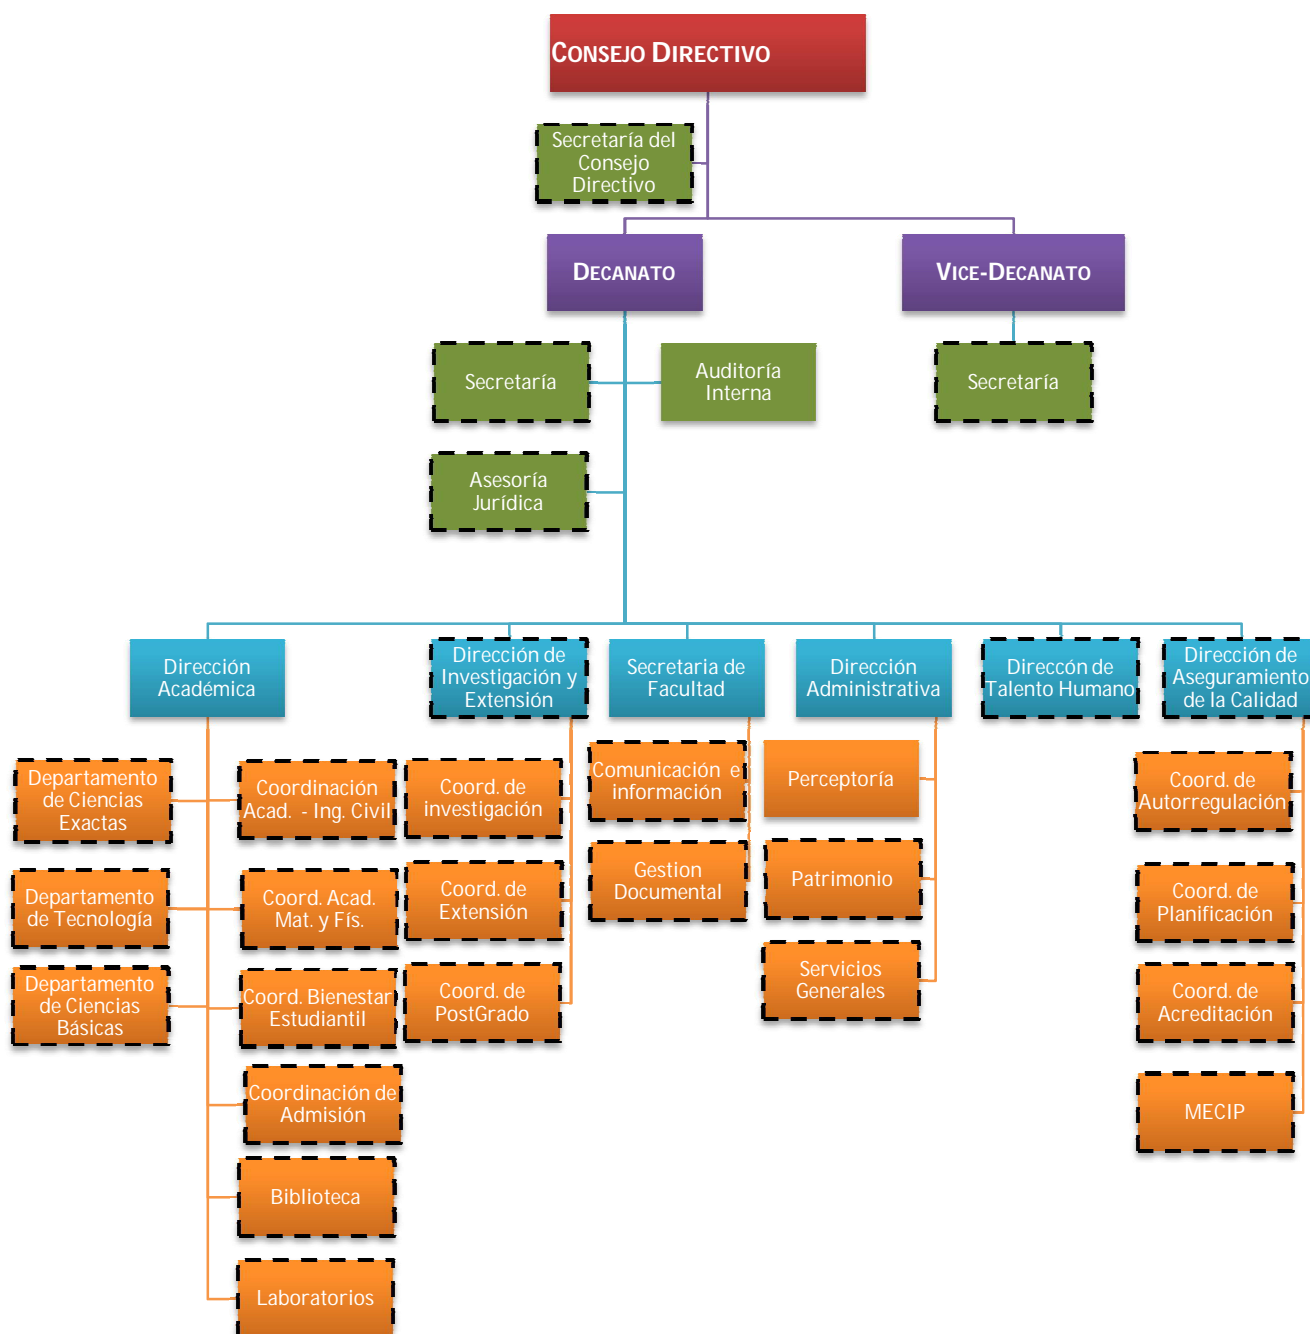 CONSEJO DIRECTIVO
Secretaría del
Consejo
Directivo
DECANATO
VICE-DECANATO
Secretaría
Auditoría
Interna
Secretaría
Asesoría
Jurídica
Dirección
Académica
Dirección de
Investigación y
Extensión
Secretaria de
Facultad
Dirección
Administrativa
Direccón de
Talento Humano
Dirección de
Aseguramiento
de la Calidad
Departamento
de Ciencias
Exactas
Coordinación
Acad. - Ing. Civil
Departamento
de Tecnología
Coord. Acad.
Mat. y Fís.
Departamento
de Ciencias
Básicas
Coord. Bienestar
Estudiantil
Coordinación de
Admisión
Biblioteca
Laboratorios
Coord. de
investigación
Coord. de
Extensión
Coord. de
PostGrado
Comunicación e
información
Gestion
Documental
Perceptoría
Patrimonio
Servicios
Generales
Coord. de
Autorregulación
Coord. de
Planificación
Coord. de
Acreditación
MECIP